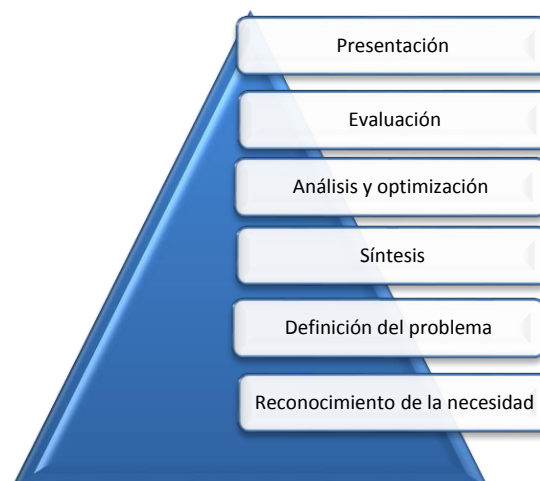 Presentación
Evaluación
Análisis y optimización
Síntesis
Definición del problema
Reconocimiento de la necesidad